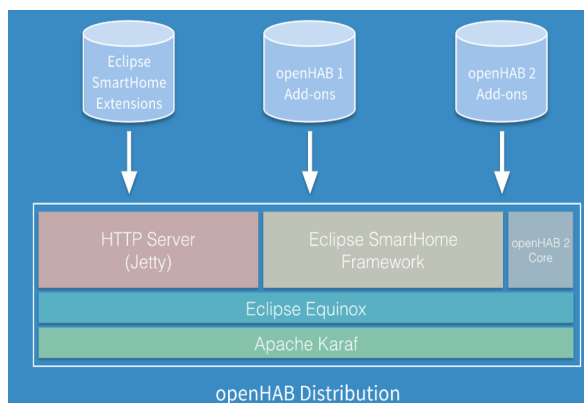 Eclipse
SmartHome
Extensions
openHAB 1
Add-ons
openHAB 2
Add-ons
HTTP Server
(Jetty)
Eclipse SmartHome
Framework
openHAB 2
Core
Eclipse Equinox
Apache Karaf
openHAB Distribution